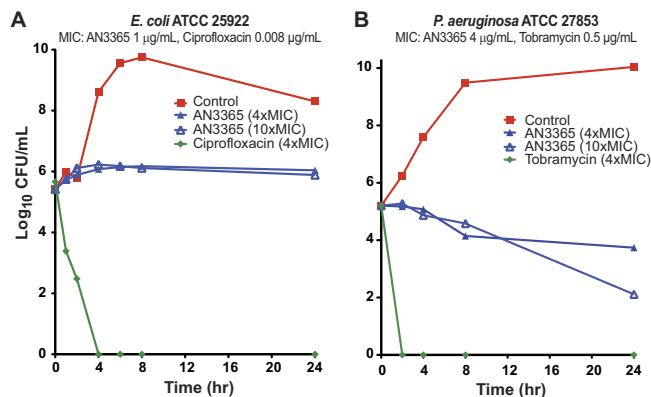 A
E. coli ATCC 25922
MIC: AN3365 1 µg/mL, Ciprofloxacin 0.008 µg/mL
Log10 CFU/mL
10
8
6
4
2
0
Control
AN3365 (4xMIC)
AN3365 (10xMIC)
Ciprofloxacin (4xMIC)
0
4
8
12
16
20
24
Time (hr)
B
P. aeruginosa ATCC 27853
MIC: AN3365 4 µg/mL, Tobramycin 0.5 µg/mL
10
8
6
4
2
0
Control
AN3365 (4xMIC)
AN3365 (10xMIC)
Tobramycin (4xMIC)
0
4
8
12
16
20
24
Time (hr)